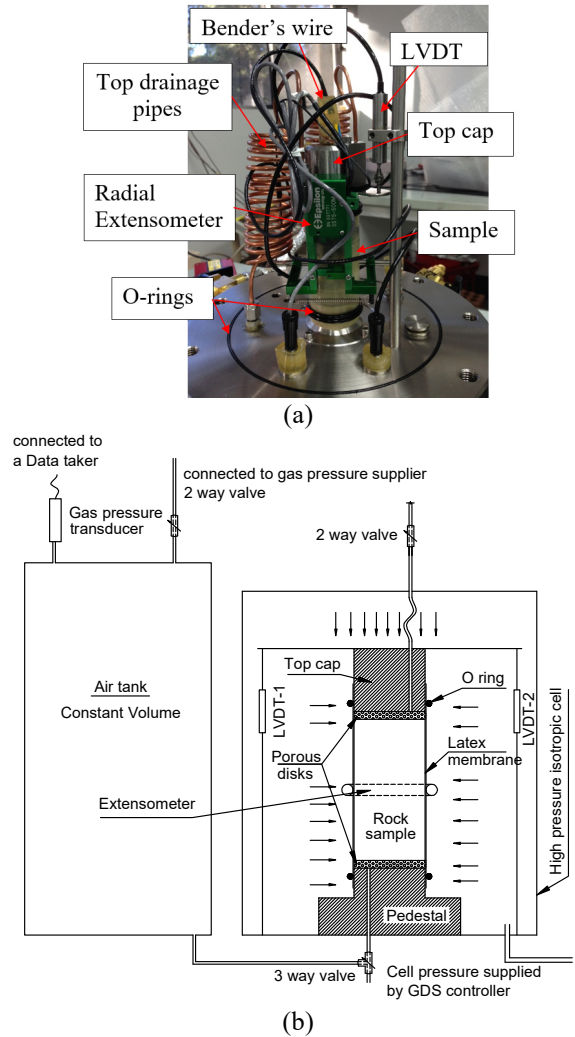 Bender's wire
LVDT
Top drainage
pipes
Top cap
Radial
Extensometer
Epsilon
Sample
O-rings
(a)
connected to
a Data taker
connected to gas pressure supplier
2 way valve
Gas pressure
transducer
2 way valve
Top cap
O ring
Air tank
Constant Volume
LVDT-1
LVDT-2
Porous
disks
Latex
membrane
Extensometer
Rock
sample
High pressure isotropic cell
Pedestal
3 way valve
Cell pressure supplied
by GDS controller
(b)